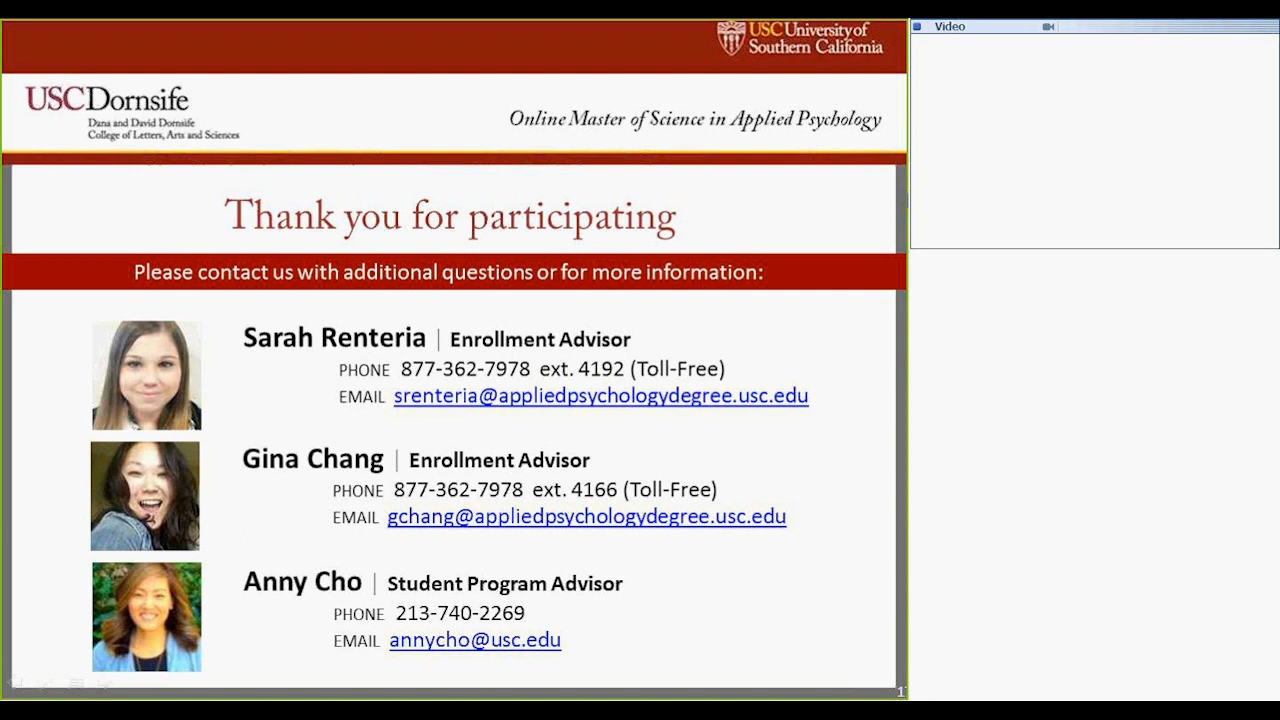 USC University of
Southern California
Video
USC Dornsife
Dana and David Dornsife
College of Letters, Arts and Sciences
Online Master of Science in Applied Psychology
Thank you for participating
Please contact us with additional questions or for more information:
Sarah Renteria | Enrollment Advisor
PHONE 877-362-7978 ext. 4192 (Toll-Free)
EMAIL srenteria@appliedpsychologydegree.usc.edu
Gina Chang | Enrollment Advisor
PHONE 877-362-7978 ext. 4166 (Toll-Free)
EMAIL gchang@appliedpsychologydegree.usc.edu
Anny Cho | Student Program Advisor
PHONE 213-740-2269
EMAIL annycho@usc.edu